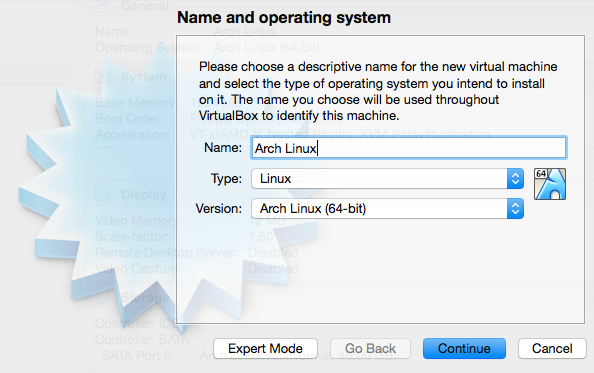 General
Name and operating system
Name: Arch Linux
Operating System: Arch Linux (64-bit)
System
Please choose a descriptive name for the new virtual machine
and select the type of operating system you intend to install
on it. The name you choose will be used throughout
VirtualBox to identify this machine.
Base Memory:
Boot Order:
Acceleration: VT-x/AMD-V, Nested Paging, KVM Paravirtualization
Name: Arch Linux
Type: Linux
64
Version: Arch Linux (64-bit)
Display
Video Memory: 12 MB
Scale-factor: 1.50
Remote Desktop Server: Disabled
Video Capture: Disabled
Storage
Controller: IDE
Controller: SATA
SATA Port 0:
Expert Mode
Go Back
Continue
Cancel